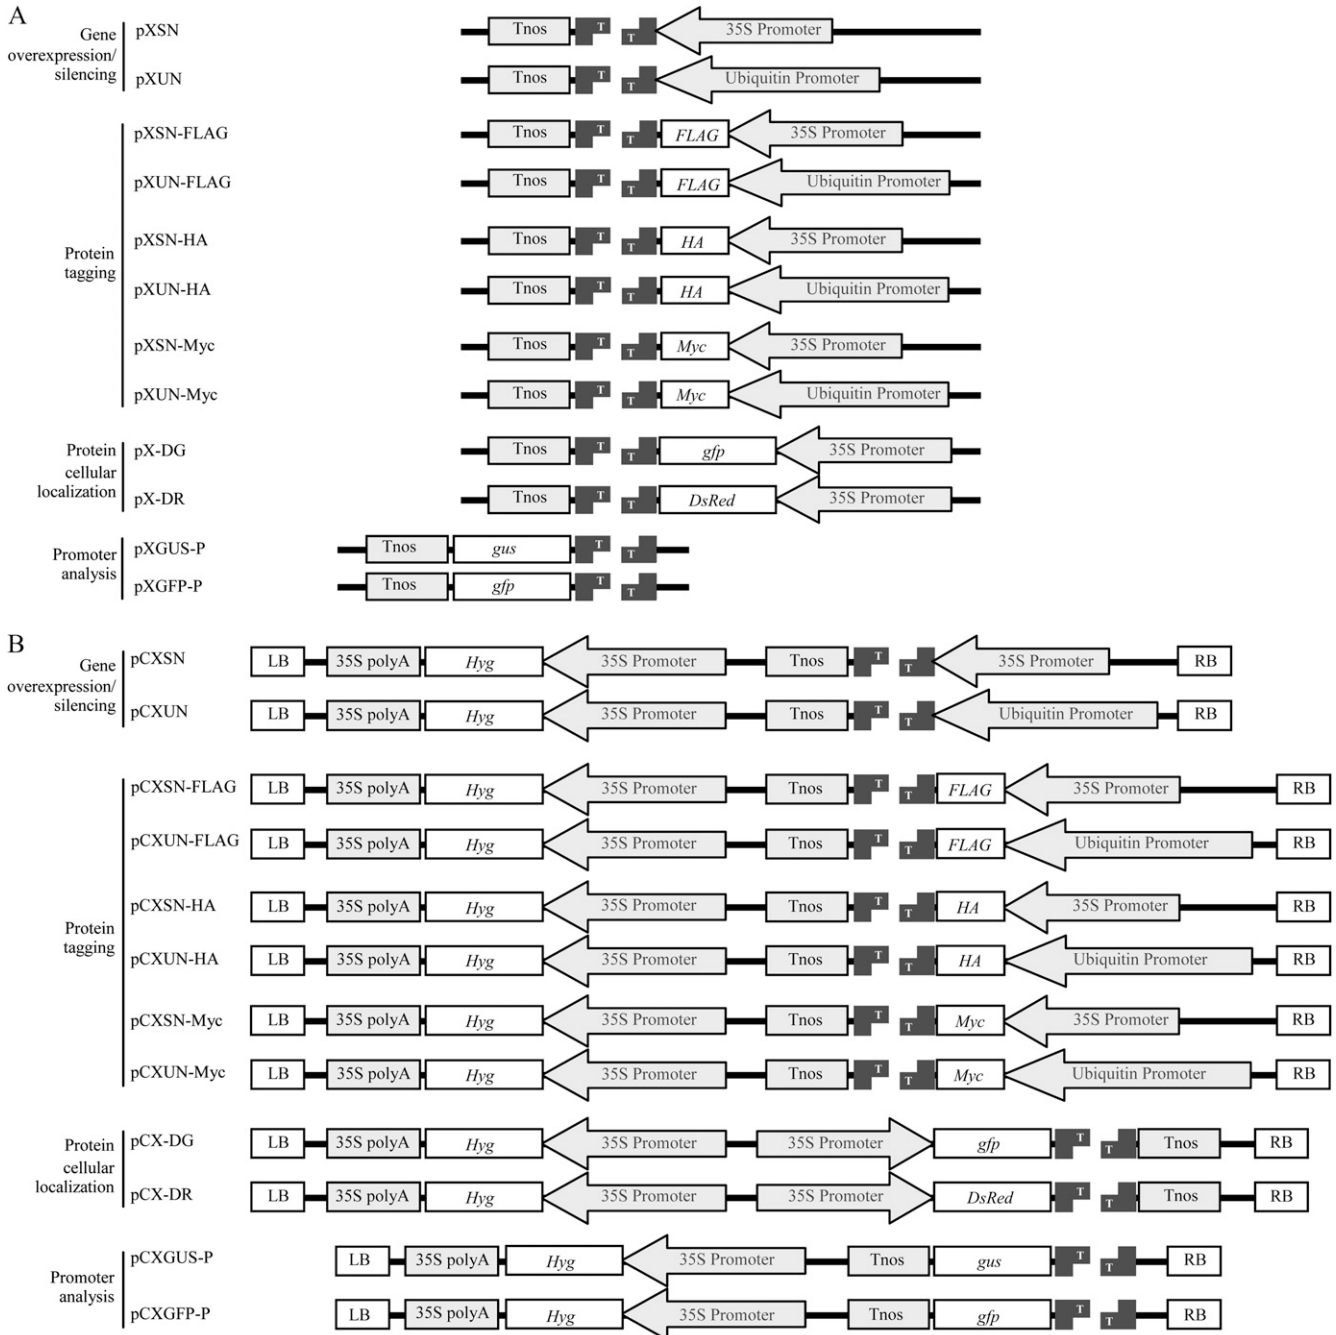 A
Gene
overexpression/
silencing
pXSN Tnos T T 35S Promoter
pXUN Tnos T T Ubiquitin Promoter
Protein
tagging
pXSN-FLAG Tnos T T FLAG 35S Promoter
pXUN-FLAG Tnos T T FLAG Ubiquitin Promoter
pXSN-HA Tnos T T HA 35S Promoter
pXUN-HA Tnos T T HA Ubiquitin Promoter
pXSN-Myc Tnos T T Myc 35S Promoter
pXUN-Myc Tnos T T Myc Ubiquitin Promoter
Protein
cellular
localization
pX-DG Tnos T T gfp 35S Promoter
pX-DR Tnos T T DsRed 35S Promoter
Promoter
analysis
pXGUS-P Tnos gus T T
pXGFP-P Tnos gfp T T
B
Gene
overexpression/
silencing
pCXSN LB 35S polyA Hyg 35S Promoter Tnos T T 35S Promoter RB
pCXUN LB 35S polyA Hyg 35S Promoter Tnos T T Ubiquitin Promoter RB
Protein
tagging
pCXSN-FLAG LB 35S polyA Hyg 35S Promoter Tnos T T FLAG 35S Promoter RB
pCXUN-FLAG LB 35S polyA Hyg 35S Promoter Tnos T T FLAG Ubiquitin Promoter RB
pCXSN-HA LB 35S polyA Hyg 35S Promoter Tnos T T HA 35S Promoter RB
pCXUN-HA LB 35S polyA Hyg 35S Promoter Tnos T T HA Ubiquitin Promoter RB
pCXSN-Myc LB 35S polyA Hyg 35S Promoter Tnos T T Myc 35S Promoter RB
pCXUN-Myc LB 35S polyA Hyg 35S Promoter Tnos T T Myc Ubiquitin Promoter RB
Protein
cellular
localization
pCX-DG LB 35S polyA Hyg 35S Promoter 35S Promoter gfp T T Tnos RB
pCX-DR LB 35S polyA Hyg 35S Promoter 35S Promoter DsRed T T Tnos RB
Promoter
analysis
pCXGUS-P LB 35S polyA Hyg 35S Promoter Tnos gus T T RB
pCXGFP-P LB 35S polyA Hyg 35S Promoter Tnos gfp T T RB